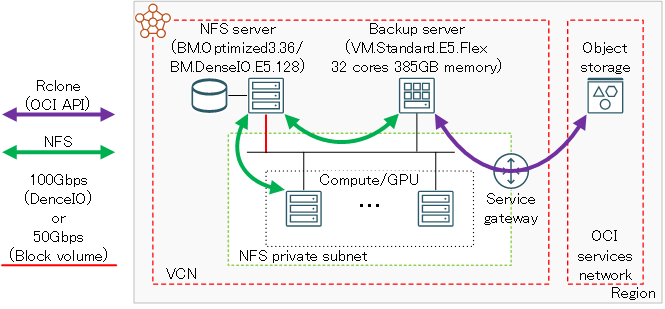 NFS server
(BM.Optimized3.36/
BM.DenseIO.E5.128)
Backup server
(VM.Standard.E5.Flex
32 cores 385GB memory)
Object
storage
Rclone
(OCI API)
NFS
100Gbps
(DenceIO)
or
50Gbps
(Block volume)
Compute/GPU
...
Service
gateway
NFS private subnet
VCN
OCI
services
network
Region